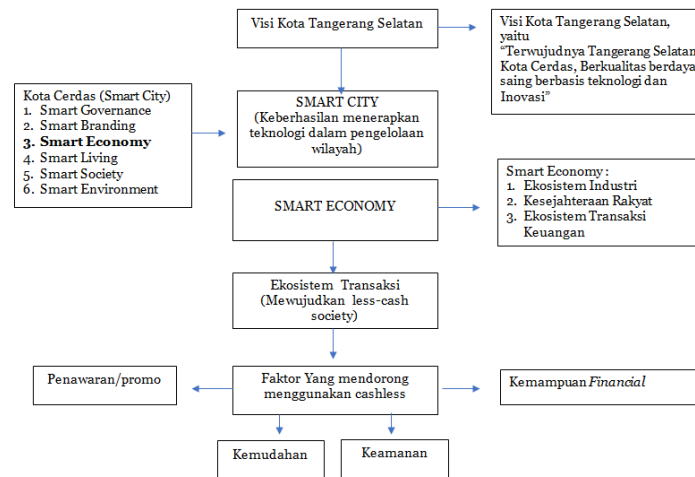 Visi Kota Tangerang Selatan
Visi Kota Tangerang Selatan,
yaitu
“Terwujudnya Tangerang Selatan
Kota Cerdas, Berkualitas berdaya
saing berbasis teknologi dan
Inovasi”
Kota Cerdas (Smart City)
1. Smart Governance
2. Smart Branding
3. Smart Economy
4. Smart Living
5. Smart Society
6. Smart Environment
SMART CITY
(Keberhasilan menerapkan
teknologi dalam pengelolaan
wilayah)
SMART ECONOMY
Smart Economy :
1. Ekosistem Industri
2. Kesejahteraan Rakyat
3. Ekosistem Transaksi
Keuangan
Ekosistem Transaksi
(Mewujudkan less-cash
society)
Penawaran/promo
Faktor Yang mendorong
menggunakan cashless
Kemampuan Financial
Kemudahan
Keamanan